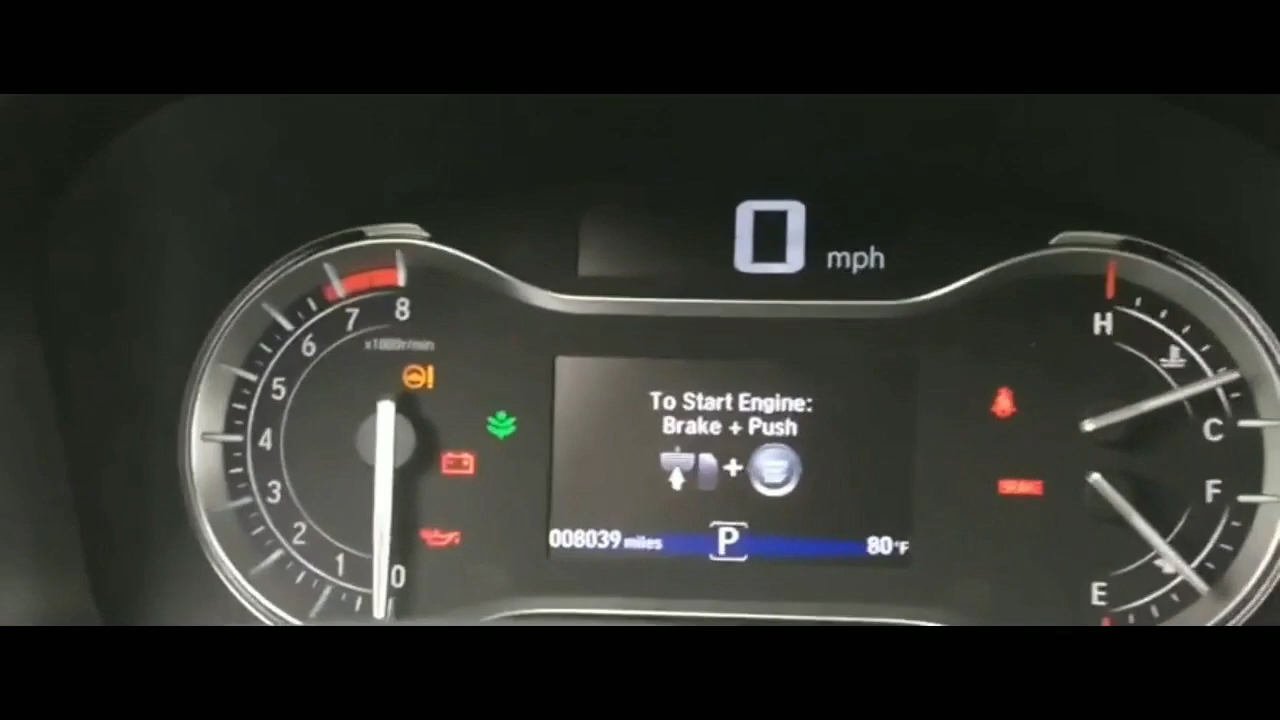 0 mph
8
7
6
5
4
3
2
1
0
x1000r/min
To Start Engine:
Brake + Push
008039 miles
P
80°F
H
C
F
E
BRAKE